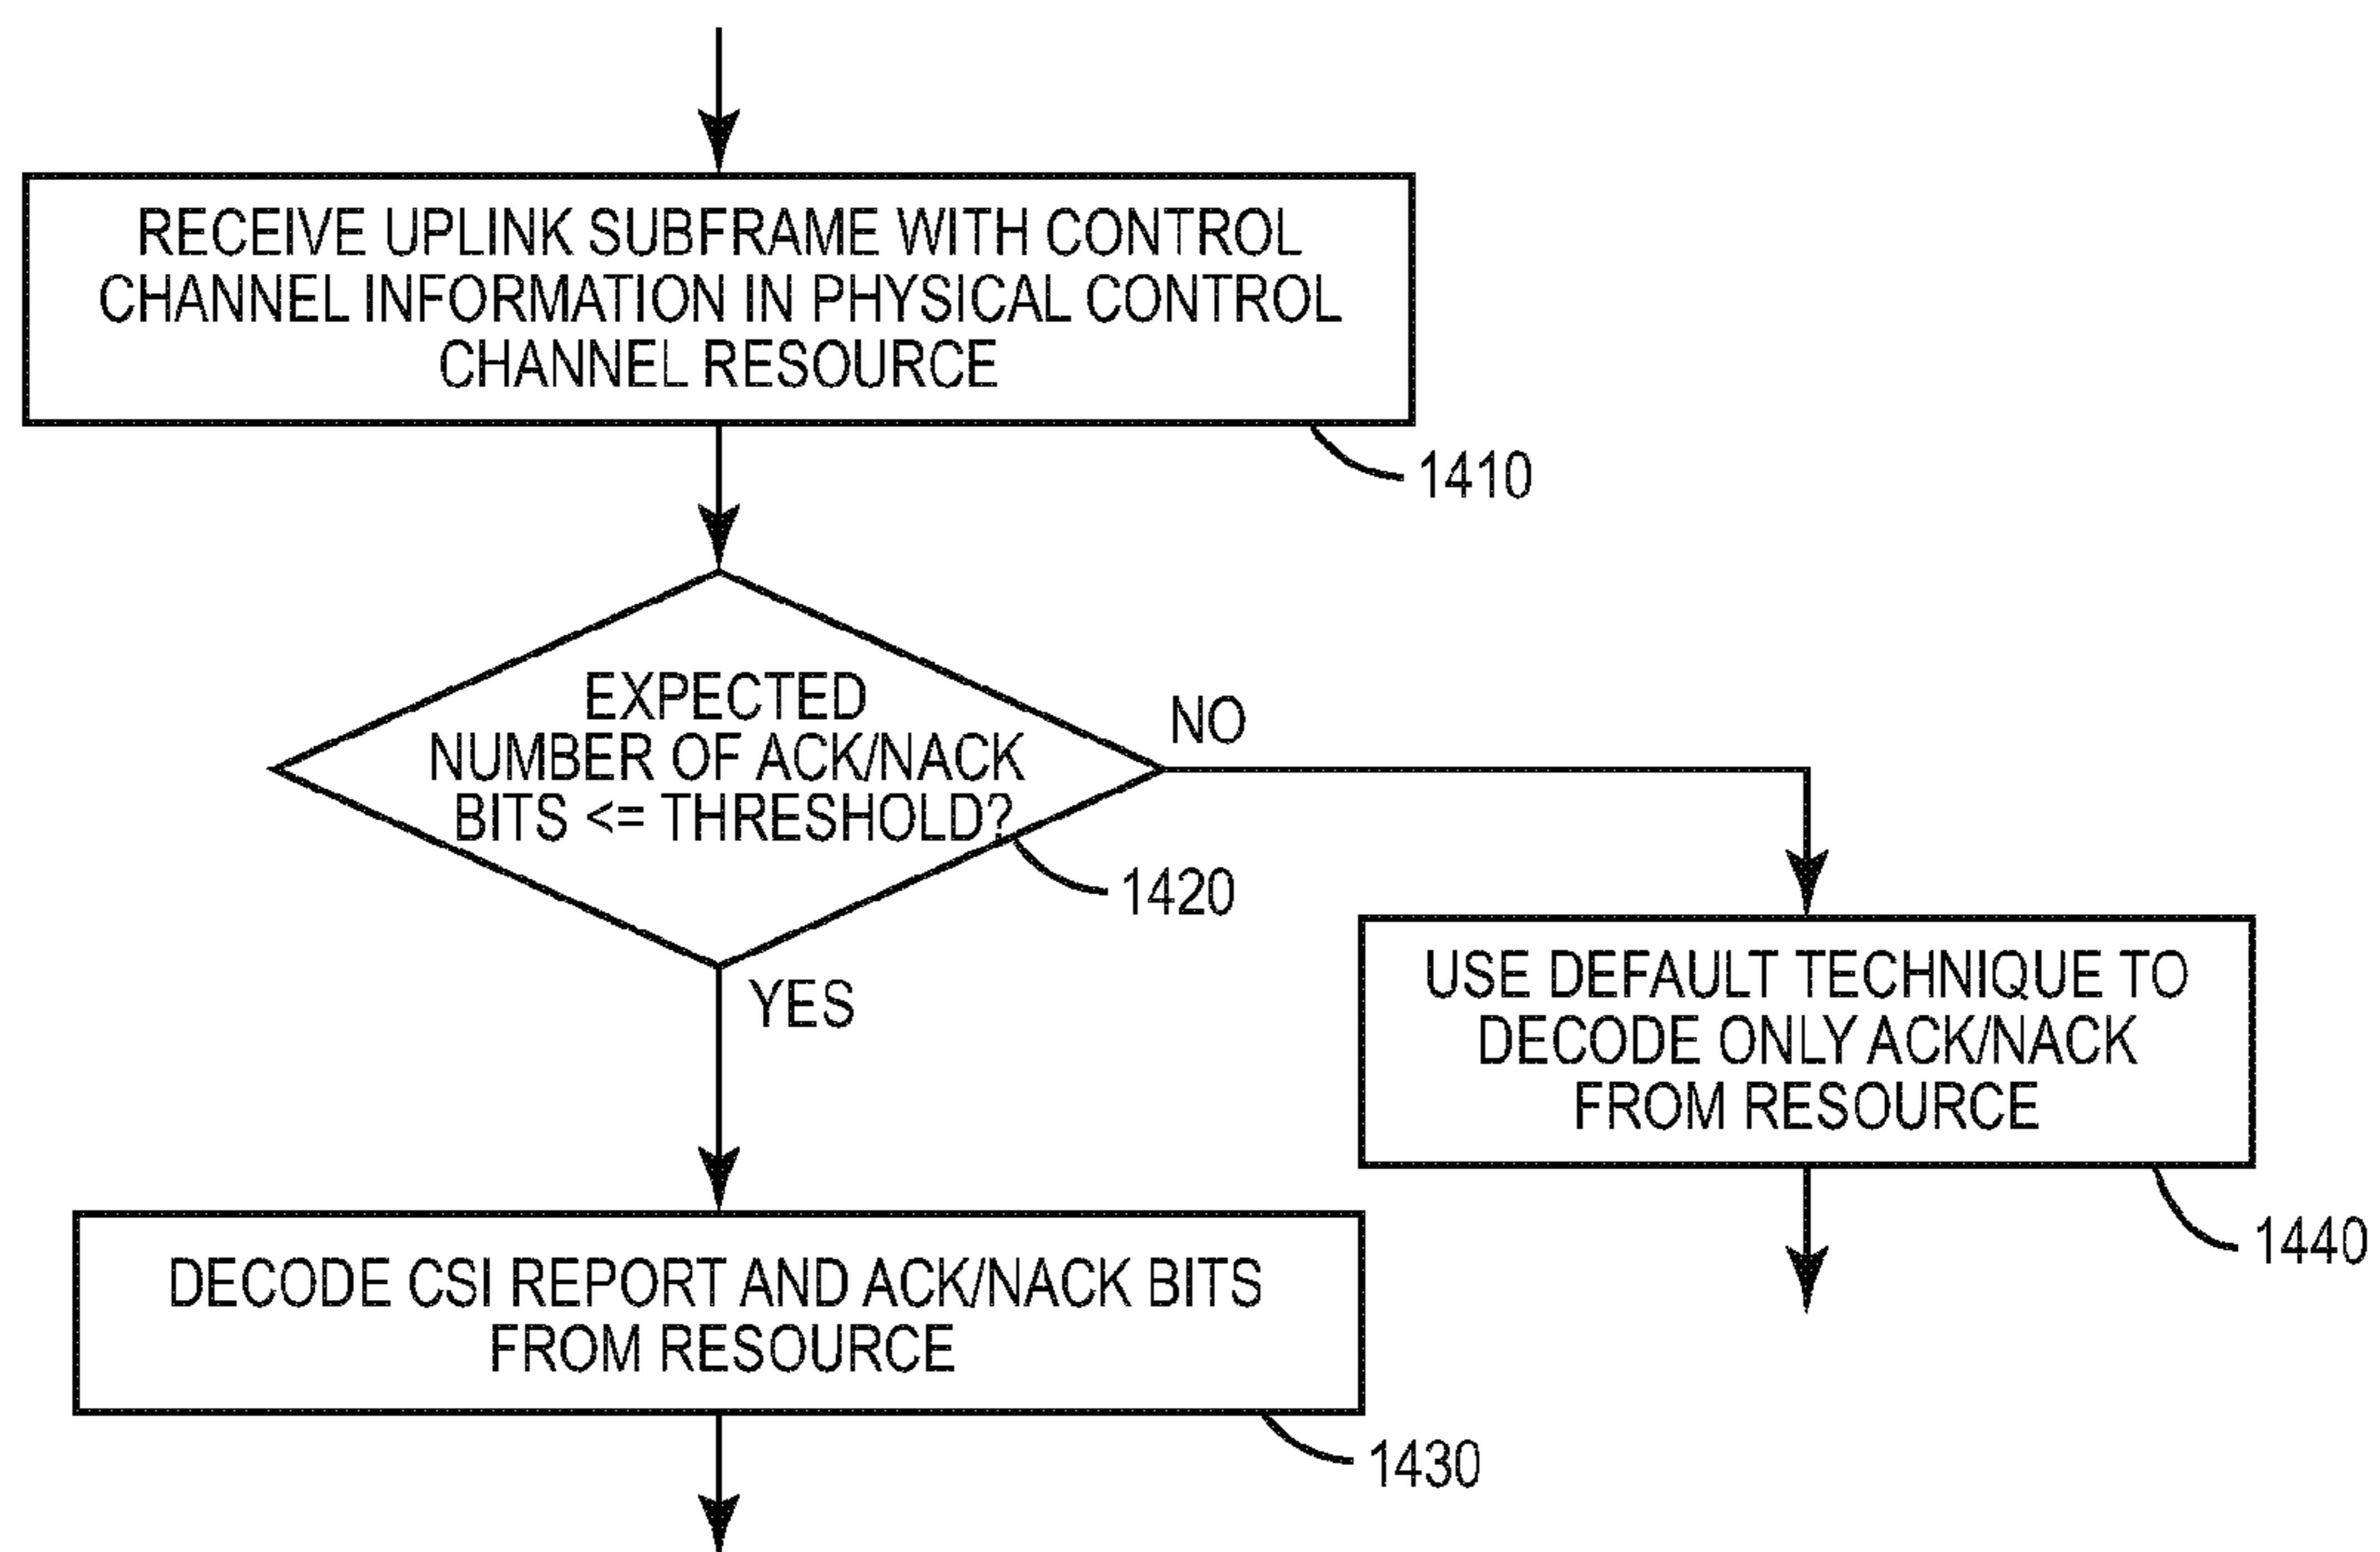 RECEIVE UPLINK SUBFRAME WITH CONTROL
CHANNEL INFORMATION IN PHYSICAL CONTROL
CHANNEL RESOURCE
1410
EXPECTED
NUMBER OF ACK/NACK
BITS <= THRESHOLD?
NO
1420
YES
USE DEFAULT TECHNIQUE TO
DECODE ONLY ACK/NACK
FROM RESOURCE
1440
DECODE CSI REPORT AND ACK/NACK BITS
FROM RESOURCE
1430